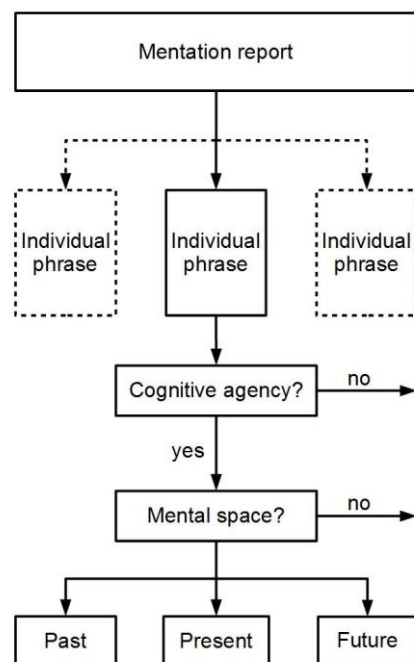 Mentation report
Individual
phrase
Individual
phrase
Individual
phrase
Cognitive agency?
no
yes
Mental space?
no
Past
Present
Future